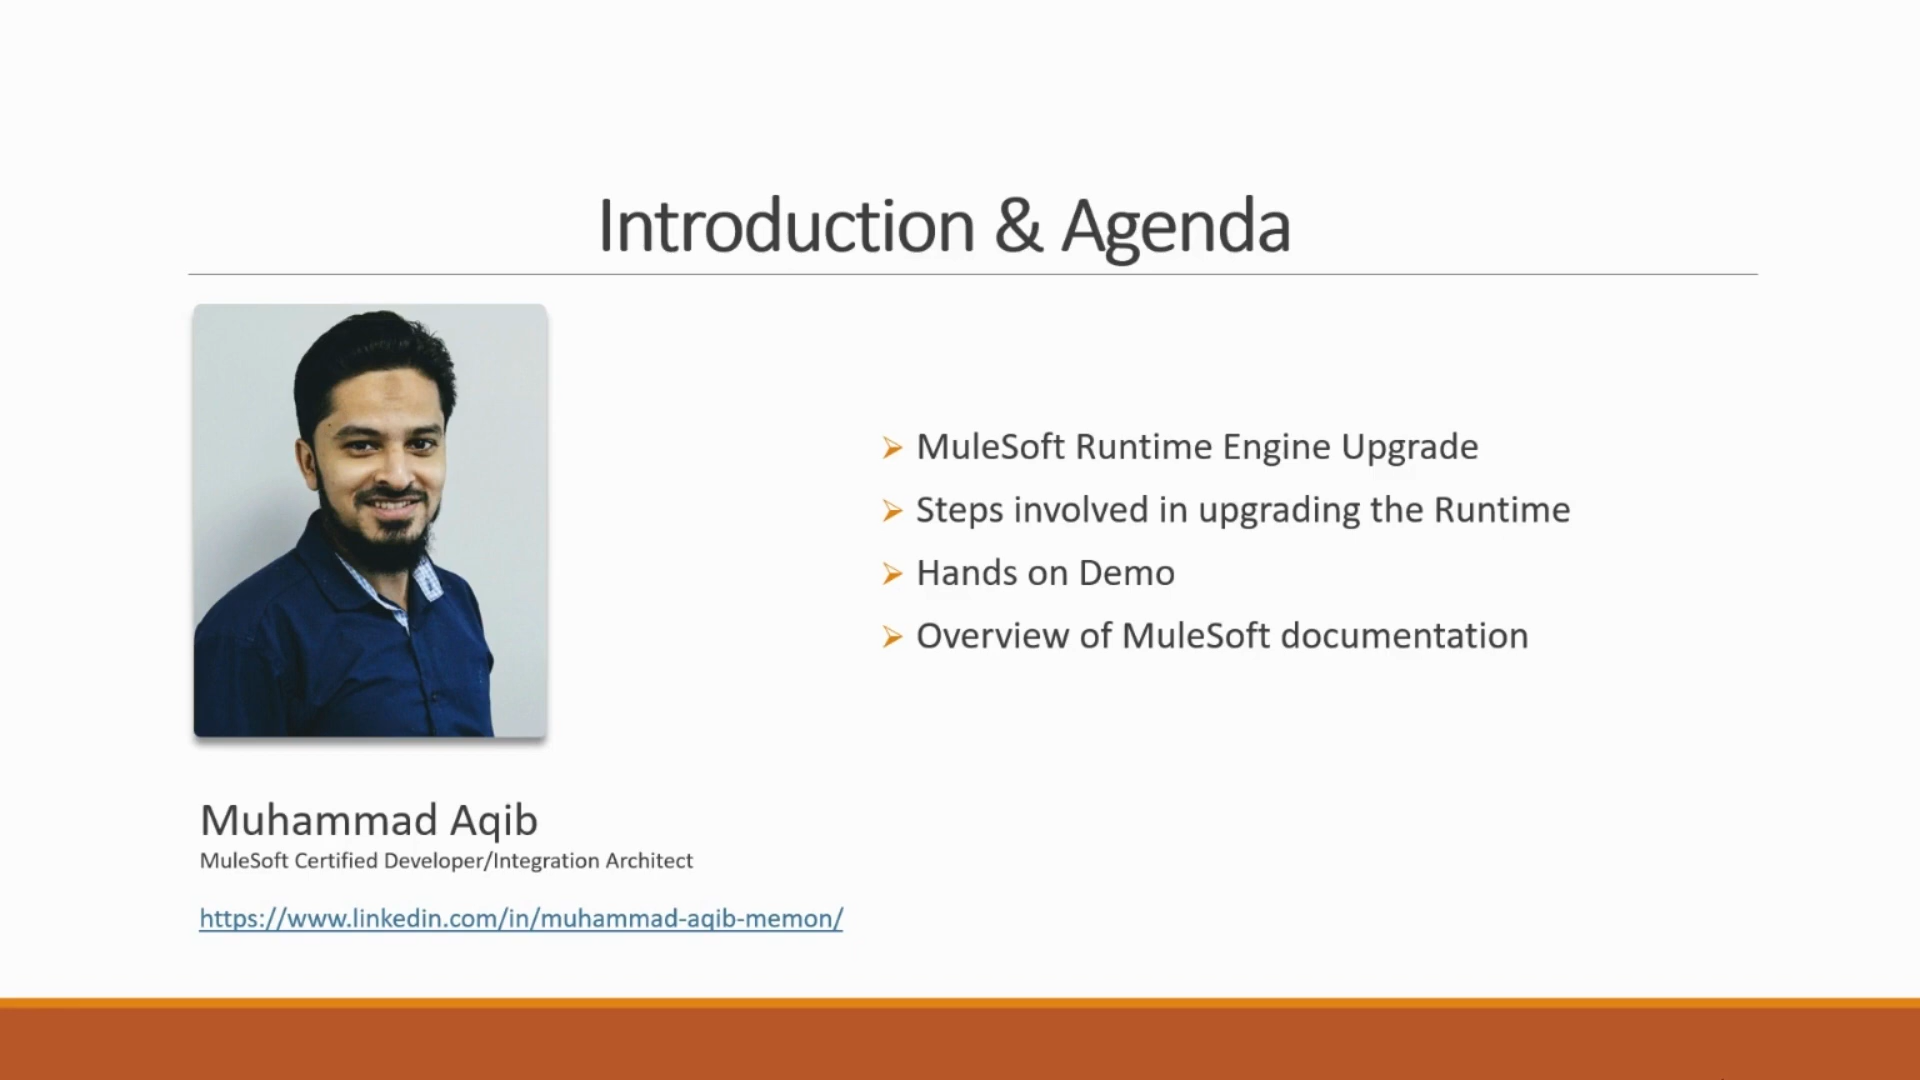 Introduction & Agenda
MuleSoft Runtime Engine Upgrade
Steps involved in upgrading the Runtime
Hands on Demo
Overview of MuleSoft documentation
Muhammad Aqib
MuleSoft Certified Developer/Integration Architect
https://www.linkedin.com/in/muhammad-aqib-memon/